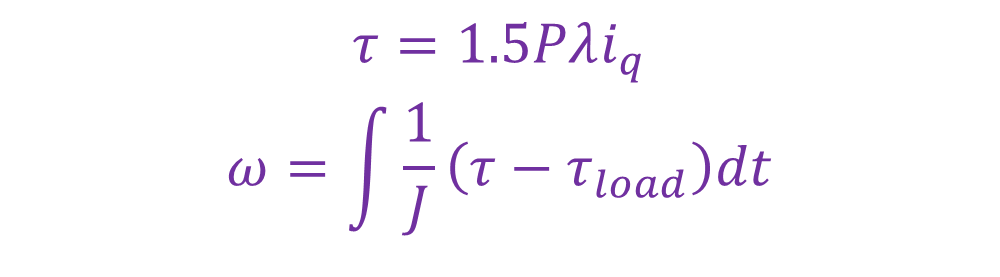 τ = 1.5Pλi_q
ω = ∫ 1/J (τ − τ_load)dt